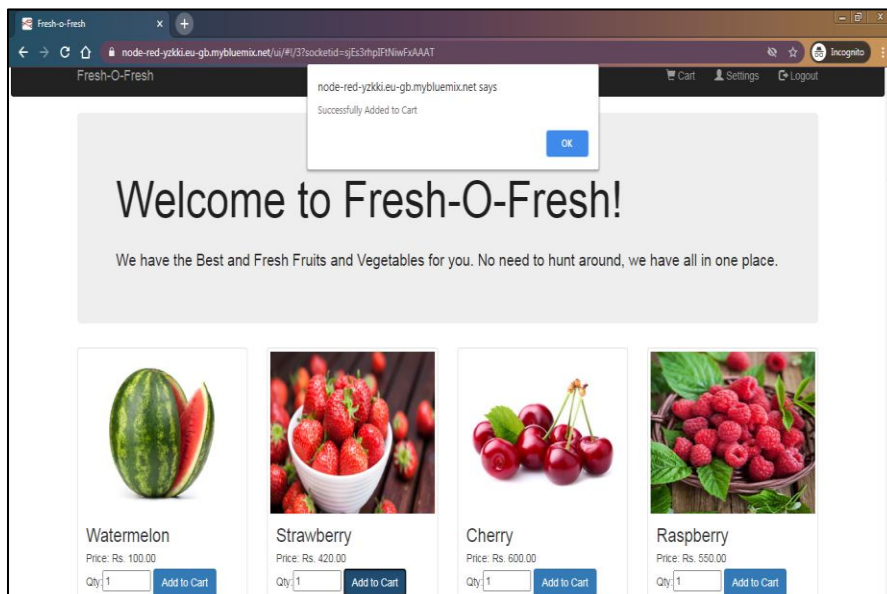 Fresh-o-Fresh
node-red-yzkki.eu-gb.mybluemix.net/ui/#!/3?socketid=sjEs3rhpIFtNiwFxAAAT
Incognito
Fresh-O-Fresh
Cart Settings Logout
node-red-yzkki.eu-gb.mybluemix.net says
Successfully Added to Cart
OK
Welcome to Fresh-O-Fresh!
We have the Best and Fresh Fruits and Vegetables for you. No need to hunt around, we have all in one place.
Watermelon Strawberry Cherry Raspberry
Price: Rs. 100.00 Price: Rs. 420.00 Price: Rs. 600.00 Price: Rs. 550.00
Qty: 1 Add to Cart Qty: 1 Add to Cart Qty: 1 Add to Cart Qty: 1 Add to Cart